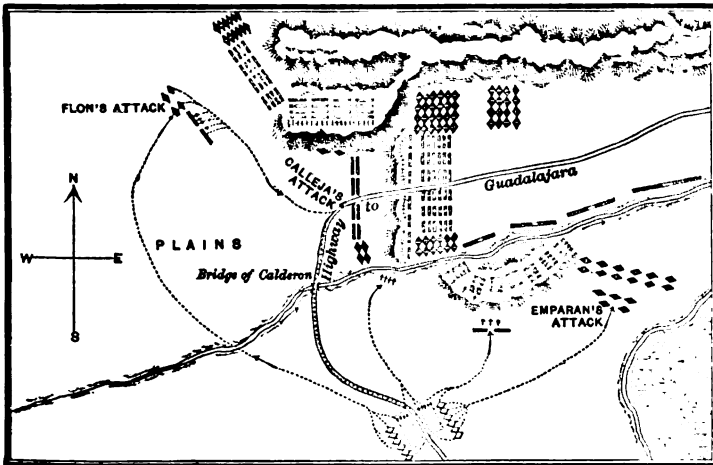 FLON'S ATTACK
CALLEJA'S
ATTACK
Guadalajara
to
Highway
N
W
E
S
PLAINS
Bridge of Calderon
EMPARAN'S
ATTACK